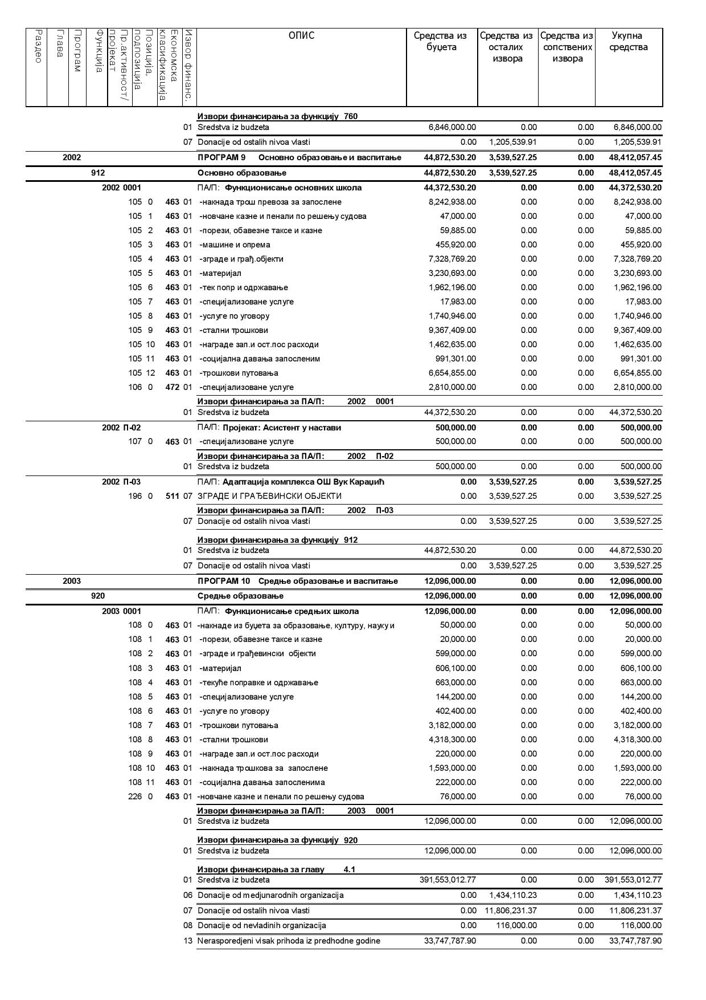 Раздео Глава Програм Функција Пр.активност/ пројекат Позиција, подпозиција Економска класификација Извор финанс. ОПИС Средства из буџета Средства из осталих извора Средства из сопствених извора Укупна средства
Извори финансирања за функцију 760
01 Sredstva iz budzeta 6,846,000.00 0.00 0.00 6,846,000.00
07 Donacije od ostalih nivoa vlasti 0.00 1,205,539.91 0.00 1,205,539.91
2002 ПРОГРАМ 9 Основно образовање и васпитање 44,872,530.20 3,539,527.25 0.00 48,412,057.45
912 Основно образовање 44,872,530.20 3,539,527.25 0.00 48,412,057.45
2002 0001 ПА/П: Функционисање основних школа 44,372,530.20 0.00 0.00 44,372,530.20
105 0 463 01 -накнада трош превоза за запослене 8,242,938.00 0.00 0.00 8,242,938.00
105 1 463 01 -новчане казне и пенали по решењу судова 47,000.00 0.00 0.00 47,000.00
105 2 463 01 -порези, обавезне таксе и казне 59,885.00 0.00 0.00 59,885.00
105 3 463 01 -машине и опрема 455,920.00 0.00 0.00 455,920.00
105 4 463 01 -зграде и грађ.објекти 7,328,769.20 0.00 0.00 7,328,769.20
105 5 463 01 -материјал 3,230,693.00 0.00 0.00 3,230,693.00
105 6 463 01 -тек попр и одржавање 1,962,196.00 0.00 0.00 1,962,196.00
105 7 463 01 -специјализоване услуге 17,983.00 0.00 0.00 17,983.00
105 8 463 01 -услуге по уговору 1,740,946.00 0.00 0.00 1,740,946.00
105 9 463 01 -стални трошкови 9,367,409.00 0.00 0.00 9,367,409.00
105 10 463 01 -награде зап.и ост.пос расходи 1,462,635.00 0.00 0.00 1,462,635.00
105 11 463 01 -социјална давања запосленим 991,301.00 0.00 0.00 991,301.00
105 12 463 01 -трошкови путовања 6,654,855.00 0.00 0.00 6,654,855.00
106 0 472 01 -специјализоване услуге 2,810,000.00 0.00 0.00 2,810,000.00
Извори финансирања за ПА/П: 2002 0001
01 Sredstva iz budzeta 44,372,530.20 0.00 0.00 44,372,530.20
2002 П-02 ПА/П: Пројекат: Асистент у настави 500,000.00 0.00 0.00 500,000.00
107 0 463 01 -специјализоване услуге 500,000.00 0.00 0.00 500,000.00
Извори финансирања за ПА/П: 2002 П-02
01 Sredstva iz budzeta 500,000.00 0.00 0.00 500,000.00
2002 П-03 ПА/П: Адаптација комплекса ОШ Вук Караџић 0.00 3,539,527.25 0.00 3,539,527.25
196 0 511 07 ЗГРАДЕ И ГРАЂЕВИНСКИ ОБЈЕКТИ 0.00 3,539,527.25 0.00 3,539,527.25
Извори финансирања за ПА/П: 2002 П-03
07 Donacije od ostalih nivoa vlasti 0.00 3,539,527.25 0.00 3,539,527.25
Извори финансирања за функцију 912
01 Sredstva iz budzeta 44,872,530.20 0.00 0.00 44,872,530.20
07 Donacije od ostalih nivoa vlasti 0.00 3,539,527.25 0.00 3,539,527.25
2003 ПРОГРАМ 10 Средње образовање и васпитање 12,096,000.00 0.00 0.00 12,096,000.00
920 Средње образовање 12,096,000.00 0.00 0.00 12,096,000.00
2003 0001 ПА/П: Функционисање средњих школа 12,096,000.00 0.00 0.00 12,096,000.00
108 0 463 01 -накнаде из буџета за образовање, културу, науку и 50,000.00 0.00 0.00 50,000.00
108 1 463 01 -порези, обавезне таксе и казне 20,000.00 0.00 0.00 20,000.00
108 2 463 01 -зграде и грађевински објекти 599,000.00 0.00 0.00 599,000.00
108 3 463 01 -материјал 606,100.00 0.00 0.00 606,100.00
108 4 463 01 -текуће поправке и одржавање 663,000.00 0.00 0.00 663,000.00
108 5 463 01 -специјализоване услуге 144,200.00 0.00 0.00 144,200.00
108 6 463 01 -услуге по уговору 402,400.00 0.00 0.00 402,400.00
108 7 463 01 -трошкови путовања 3,182,000.00 0.00 0.00 3,182,000.00
108 8 463 01 -стални трошкови 4,318,300.00 0.00 0.00 4,318,300.00
108 9 463 01 -награде зап.и ост.пос расходи 220,000.00 0.00 0.00 220,000.00
108 10 463 01 -накнада трошкова за запослене 1,593,000.00 0.00 0.00 1,593,000.00
108 11 463 01 -социјална давања запосленима 222,000.00 0.00 0.00 222,000.00
226 0 463 01 -новчане казне и пенали по решењу судова 76,000.00 0.00 0.00 76,000.00
Извори финансирања за ПА/П: 2003 0001
01 Sredstva iz budzeta 12,096,000.00 0.00 0.00 12,096,000.00
Извори финансирања за функцију 920
01 Sredstva iz budzeta 12,096,000.00 0.00 0.00 12,096,000.00
Извори финансирања за главу 4.1
01 Sredstva iz budzeta 391,553,012.77 0.00 0.00 391,553,012.77
06 Donacije od medjunarodnih organizacija 0.00 1,434,110.23 0.00 1,434,110.23
07 Donacije od ostalih nivoa vlasti 0.00 11,806,231.37 0.00 11,806,231.37
08 Donacije od nevladinih organizacija 0.00 116,000.00 0.00 116,000.00
13 Nerasporedjeni visak prihoda iz predhodne godine 33,747,787.90 0.00 0.00 33,747,787.90